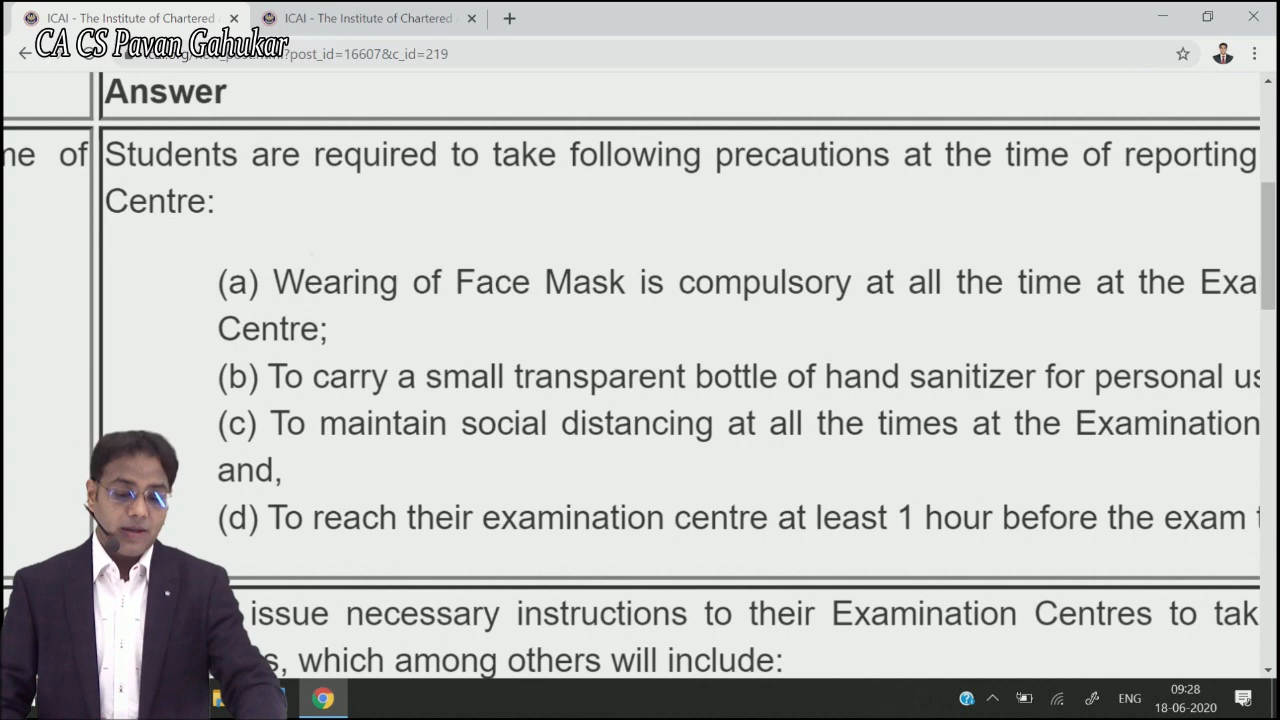 ICAI - The Institute of Chartered
ICAI - The Institute of Chartered
CA CS Pavan Gahukar
?post_id=16607&c_id=219
Answer
of
Students are required to take following precautions at the time of reporting
Centre:
(a) Wearing of Face Mask is compulsory at all the time at the Exa
Centre;
(b) To carry a small transparent bottle of hand sanitizer for personal us
(c) To maintain social distancing at all the times at the Examination
and,
(d) To reach their examination centre at least 1 hour before the exam
issue necessary instructions to their Examination Centres to tak
s, which among others will include:
ENG
09:28
18-06-2020